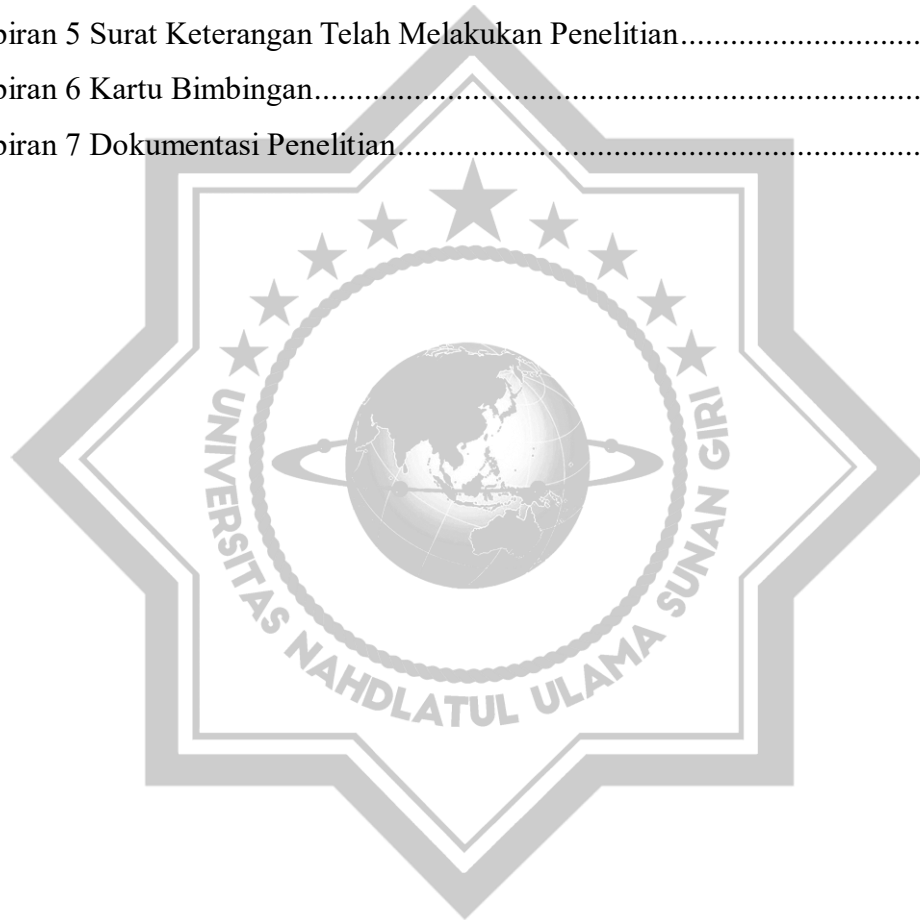 piran 5 Surat Keterangan Telah Melakukan Penelitian............................
piran 6 Kartu Bimbingan........................................................................
piran 7 Dokumentasi Penelitian..............................................................
UNIVERSITAS NAHDLATUL ULAMA SUNAN GIRI